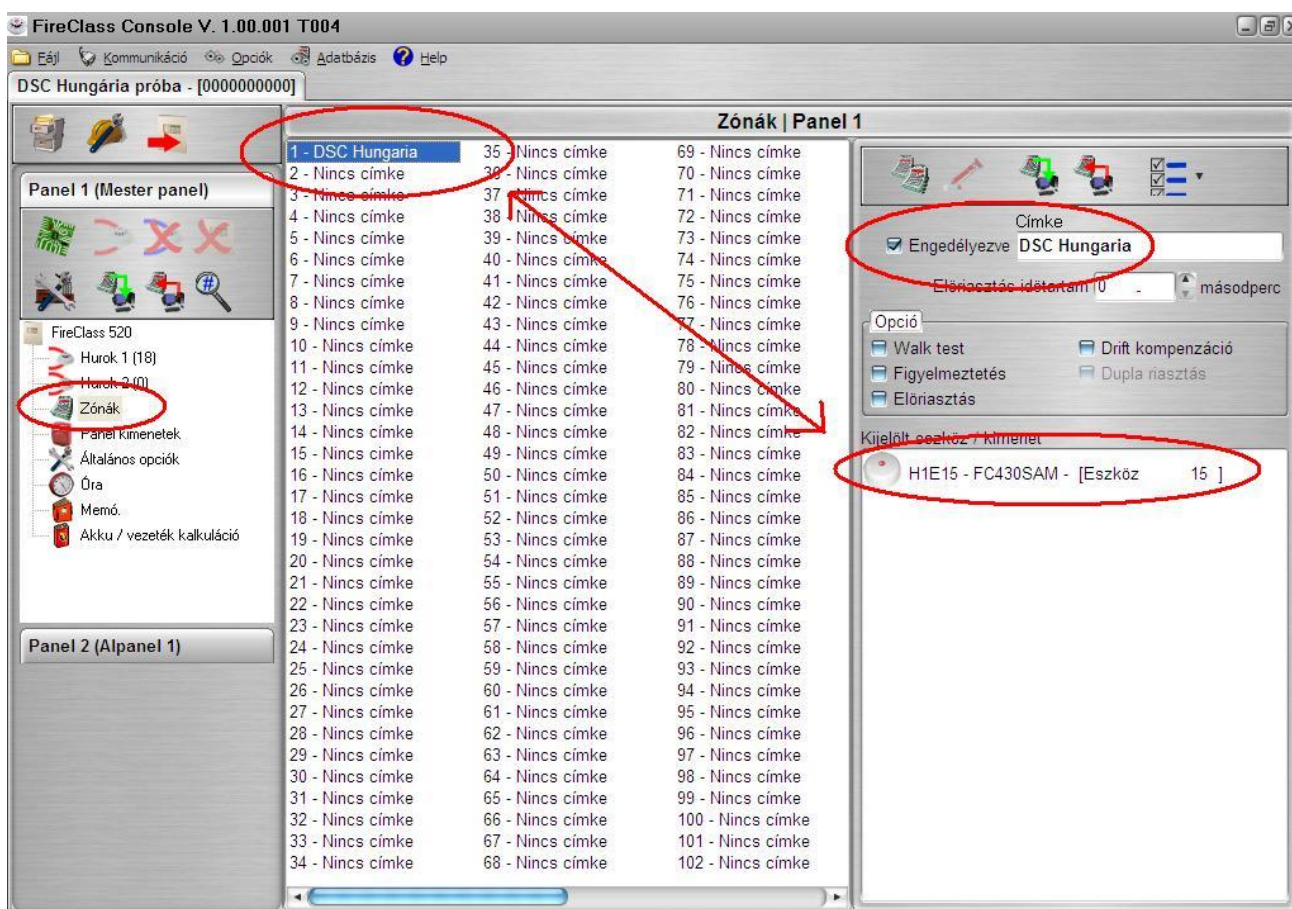 FireClass Console V. 1.00.001 T004
Fájl Kommunikáció Opciók Adatbázis Help
DSC Hungária próba - [0000000000]
Zónák | Panel 1
Panel 1 (Mester panel)
FireClass 520
Hurok 1 (18)
Hurok 2 (0)
Zónák
Panel kimenetek
Általános opciók
Óra
Memó.
Akku / vezeték kalkuláció
Panel 2 (Alpanel 1)
1 - DSC Hungaria
2 - Nincs címke
3 - Nincs címke
4 - Nincs címke
5 - Nincs címke
6 - Nincs címke
7 - Nincs címke
8 - Nincs címke
9 - Nincs címke
10 - Nincs címke
11 - Nincs címke
12 - Nincs címke
13 - Nincs címke
14 - Nincs címke
15 - Nincs címke
16 - Nincs címke
17 - Nincs címke
18 - Nincs címke
19 - Nincs címke
20 - Nincs címke
21 - Nincs címke
22 - Nincs címke
23 - Nincs címke
24 - Nincs címke
25 - Nincs címke
26 - Nincs címke
27 - Nincs címke
28 - Nincs címke
29 - Nincs címke
30 - Nincs címke
31 - Nincs címke
32 - Nincs címke
33 - Nincs címke
34 - Nincs címke
35 - Nincs címke
36 - Nincs címke
37 - Nincs címke
38 - Nincs címke
39 - Nincs címke
40 - Nincs címke
41 - Nincs címke
42 - Nincs címke
43 - Nincs címke
44 - Nincs címke
45 - Nincs címke
46 - Nincs címke
47 - Nincs címke
48 - Nincs címke
49 - Nincs címke
50 - Nincs címke
51 - Nincs címke
52 - Nincs címke
53 - Nincs címke
54 - Nincs címke
55 - Nincs címke
56 - Nincs címke
57 - Nincs címke
58 - Nincs címke
59 - Nincs címke
60 - Nincs címke
61 - Nincs címke
62 - Nincs címke
63 - Nincs címke
64 - Nincs címke
65 - Nincs címke
66 - Nincs címke
67 - Nincs címke
68 - Nincs címke
69 - Nincs címke
70 - Nincs címke
71 - Nincs címke
72 - Nincs címke
73 - Nincs címke
74 - Nincs címke
75 - Nincs címke
76 - Nincs címke
77 - Nincs címke
78 - Nincs címke
79 - Nincs címke
80 - Nincs címke
81 - Nincs címke
82 - Nincs címke
83 - Nincs címke
84 - Nincs címke
85 - Nincs címke
86 - Nincs címke
87 - Nincs címke
88 - Nincs címke
89 - Nincs címke
90 - Nincs címke
91 - Nincs címke
92 - Nincs címke
93 - Nincs címke
94 - Nincs címke
95 - Nincs címke
96 - Nincs címke
97 - Nincs címke
98 - Nincs címke
99 - Nincs címke
100 - Nincs címke
101 - Nincs címke
102 - Nincs címke
Címke
Engedélyezve DSC Hungaria
Elöriasztás idötartam 0 - másodperc
Opció
Walk test Drift kompenzáció
Figyelmeztetés Dupla riasztás
Elöriasztás
Kijelölt eszköz / kimenet
H1E15 - FC430SAM - [Eszköz 15 ]